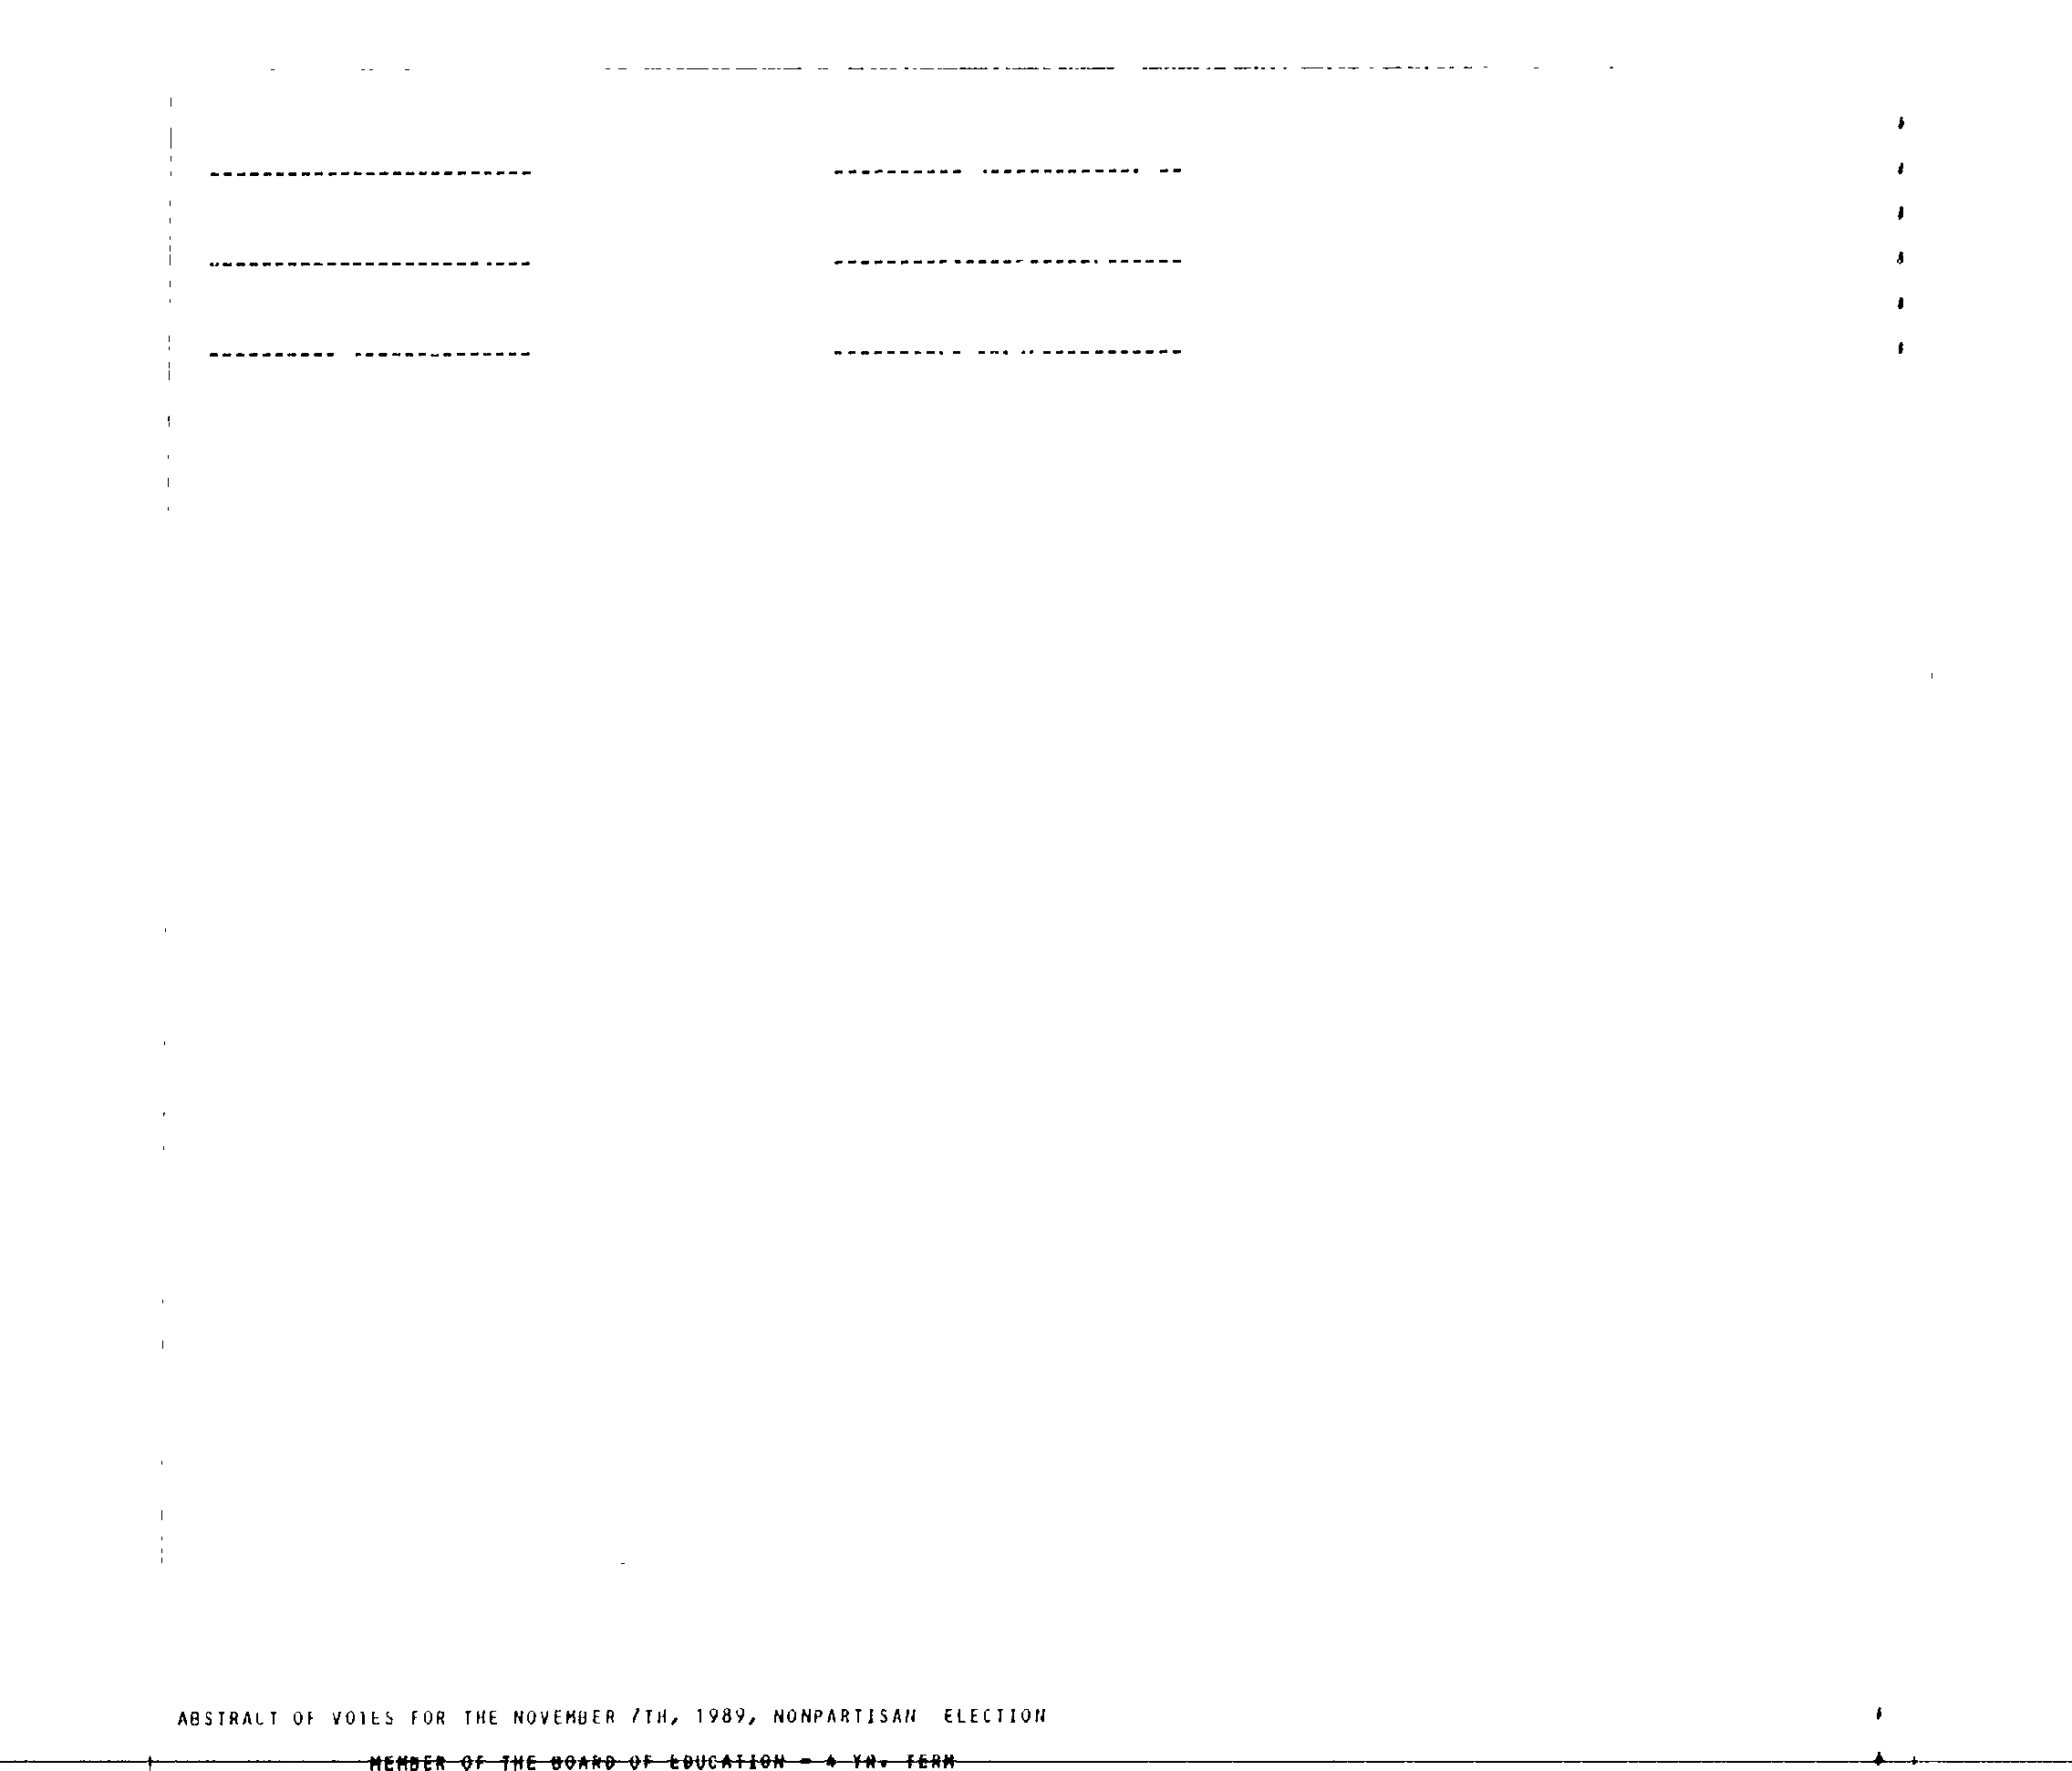 ABSTRACT OF VOTES FOR THE NOVEMBER 7TH, 1989, NONPARTISAN ELECTION
MEMBER OF THE BOARD OF EDUCATION - 4 YR. TERM